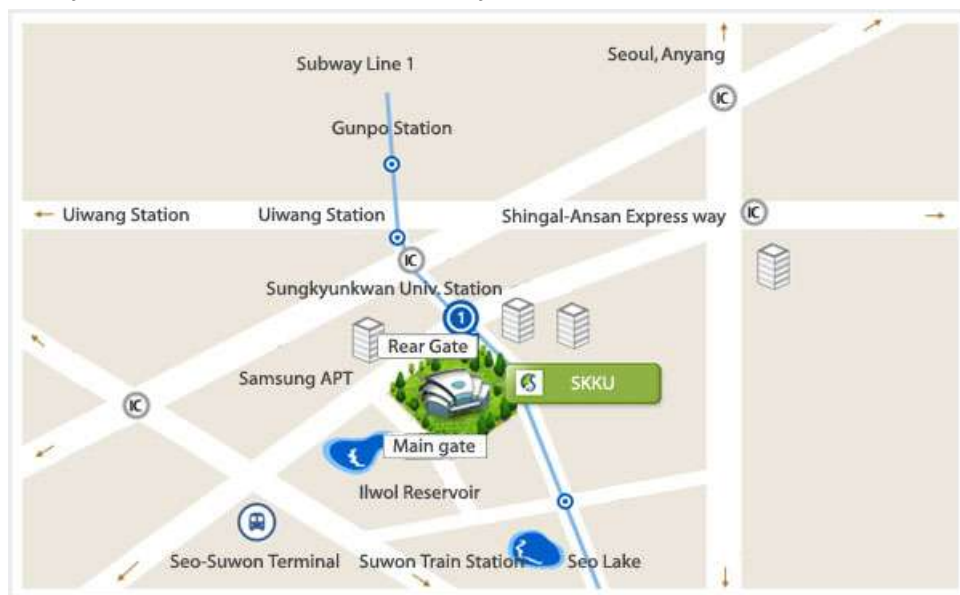 Subway Line 1
Seoul, Anyang
IC
Gunpo Station
Uiwang Station
Uiwang Station
Shingal-Ansan Express way
IC
IC
Sungkyunkwan Univ. Station
1
Rear Gate
Samsung APT
SKKU
IC
Main gate
Ilwol Reservoir
Seo-Suwon Terminal
Suwon Train Station
Seo Lake